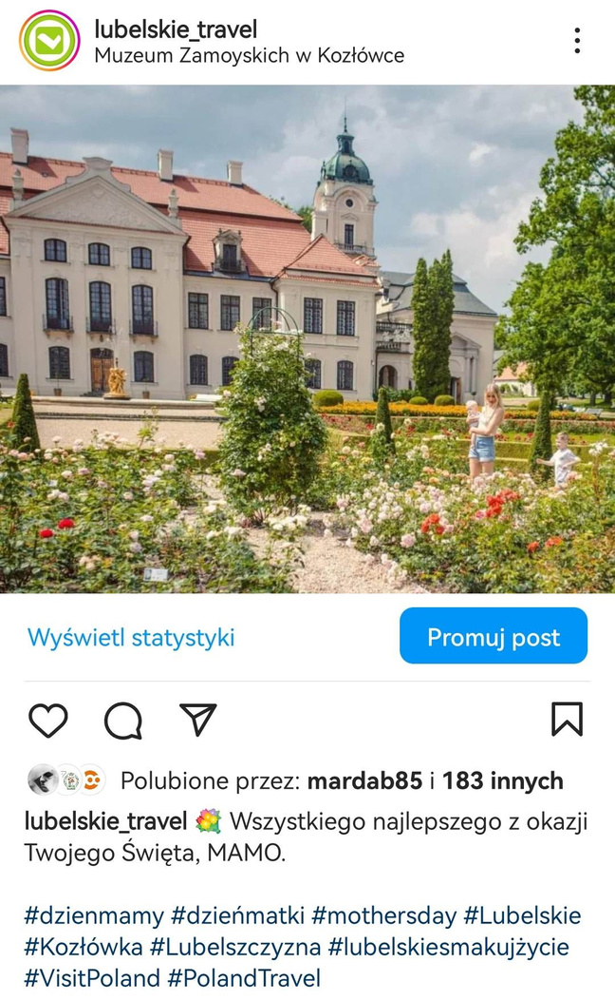 lubelskie_travel
Muzeum Zamoyskich w Kozłówce
Wyświetl statystyki
Promuj post
Polubione przez: mardab85 i 183 innych
lubelskie_travel 💐 Wszystkiego najlepszego z okazji
Twojego Święta, MAMO.
#dzienmamy #dzieńmatki #mothersday #Lubelskie
#Kozłówka #Lubelszczyzna #lubelskiesmakujżycie
#VisitPoland #PolandTravel